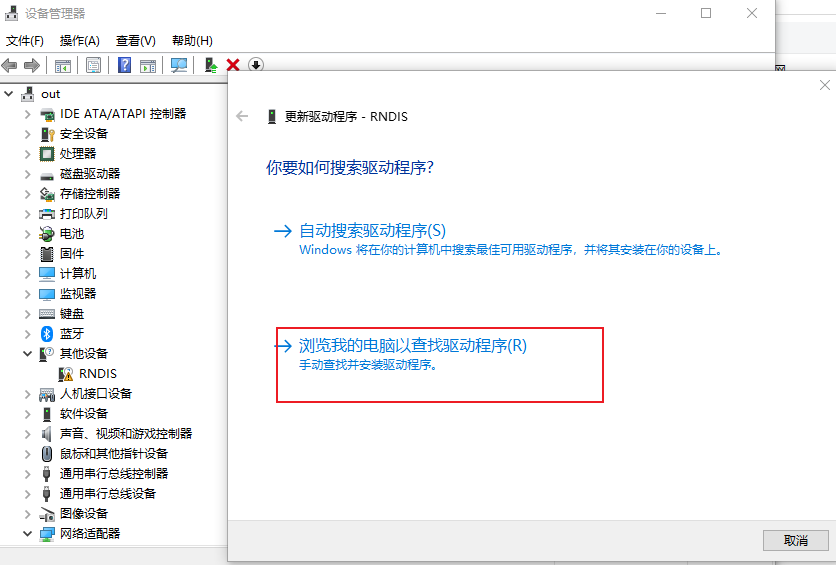 设备管理器
文件(F) 操作(A) 查看(V) 帮助(H)
out
IDE ATA/ATAPI 控制器
安全设备
处理器
磁盘驱动器
存储控制器
打印队列
电池
固件
计算机
监视器
键盘
蓝牙
其他设备
RNDIS
人机接口设备
软件设备
声音、视频和游戏控制器
鼠标和其他指针设备
通用串行总线控制器
通用串行总线设备
图像设备
网络适配器
更新驱动程序 - RNDIS
你要如何搜索驱动程序?
自动搜索驱动程序(S)
Windows 将在你的计算机中搜索最佳可用驱动程序，并将其安装在你的设备上。
浏览我的电脑以查找驱动程序(R)
手动查找并安装驱动程序。
取消